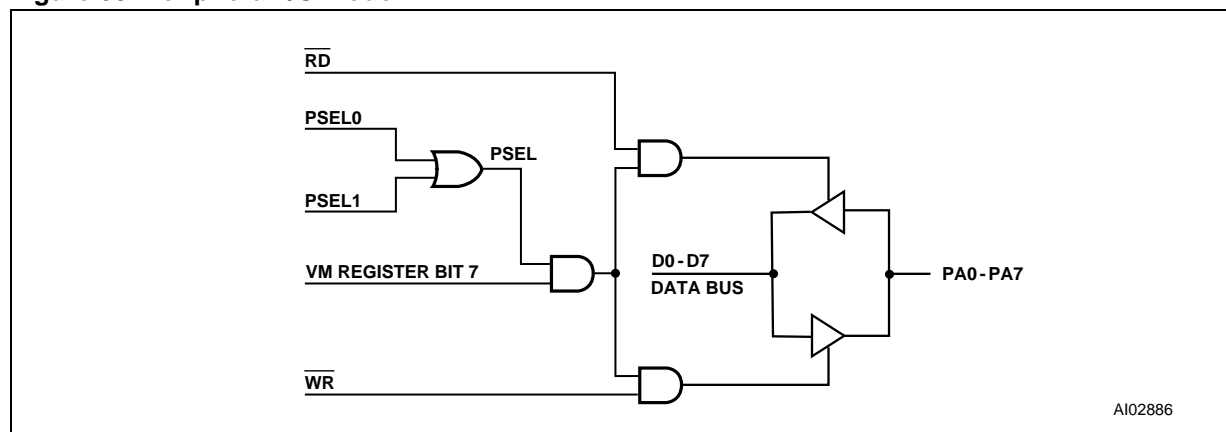 RD
PSEL0
PSEL
PSEL1
VM REGISTER BIT 7
D0-D7
DATA BUS
PA0-PA7
WR
AI02886